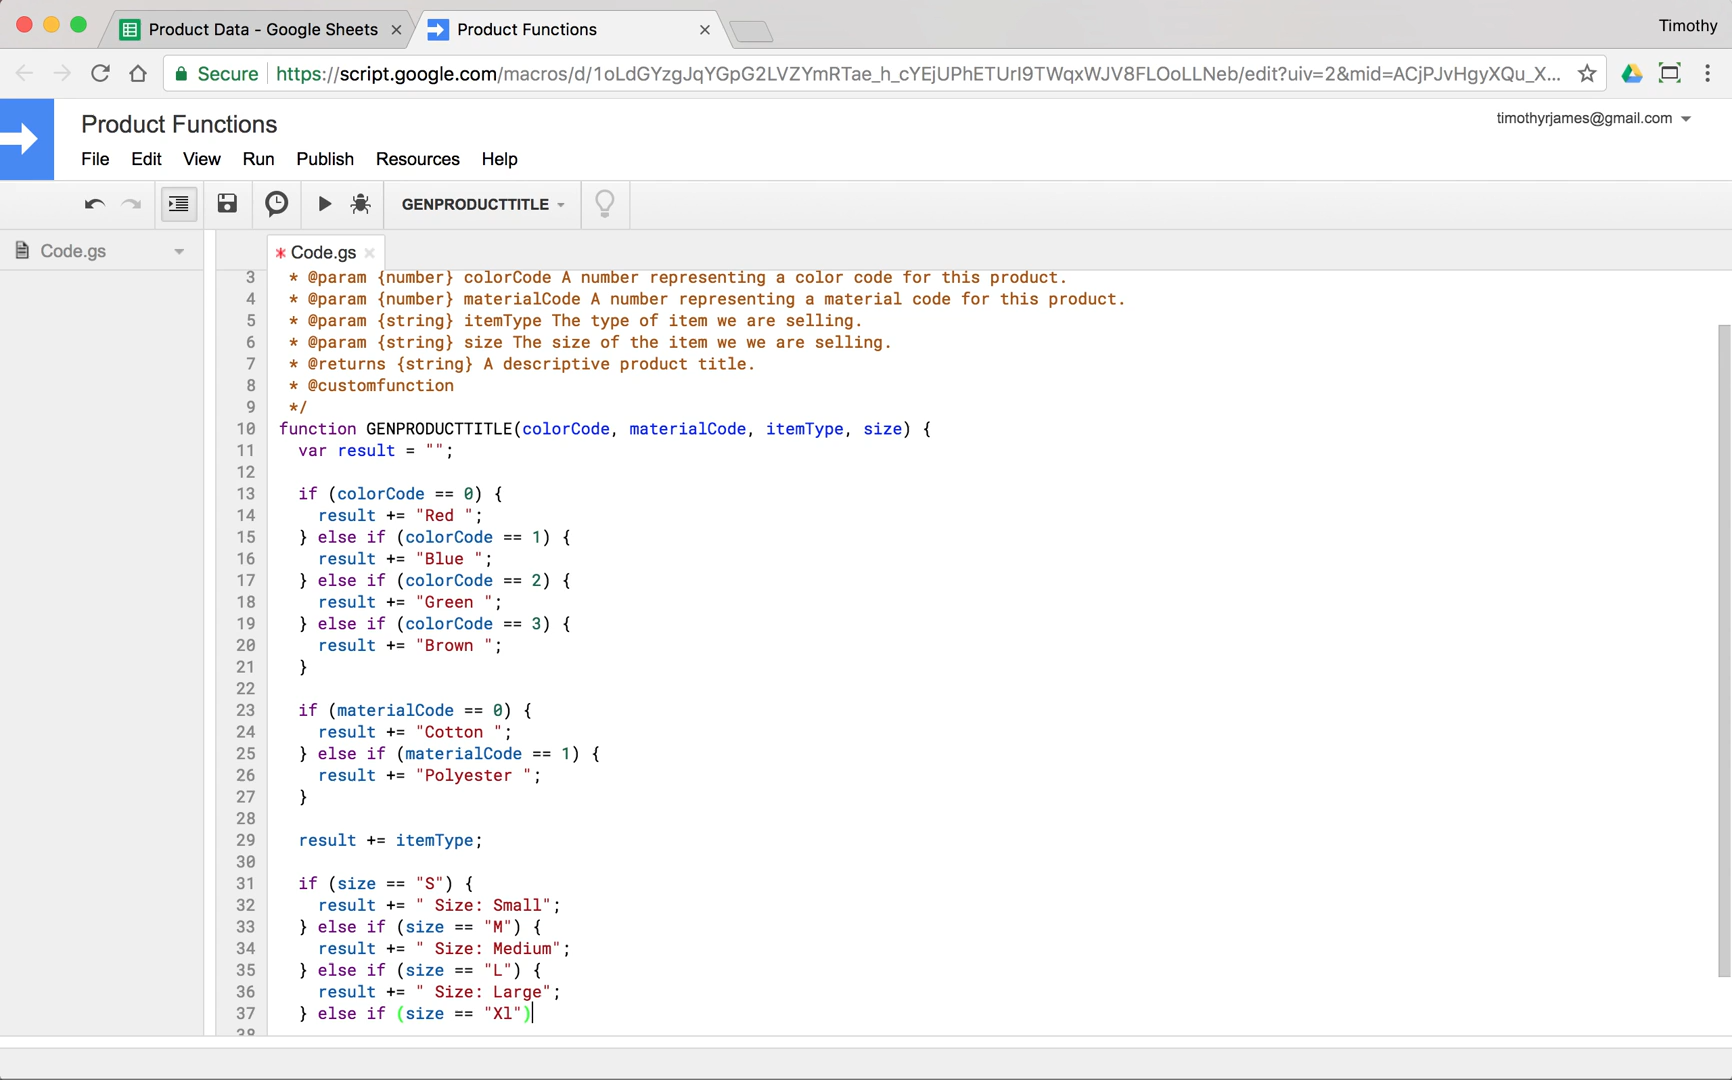 Product Data - Google Sheets
Product Functions
Timothy
Secure https://script.google.com/macros/d/1oLdGYzgJqYGpG2LVZYmRTae_h_cYEjUPhETUrI9TWqxWJV8FLOoLLNeb/edit?uiv=2&mid=ACjPJvHgyXQu_X...
Product Functions
timothyrjames@gmail.com
File Edit View Run Publish Resources Help
GENPRODUCTTITLE
Code.gs
* Code.gs
3 * @param {number} colorCode A number representing a color code for this product.
4 * @param {number} materialCode A number representing a material code for this product.
5 * @param {string} itemType The type of item we are selling.
6 * @param {string} size The size of the item we we are selling.
7 * @returns {string} A descriptive product title.
8 * @customfunction
9 */
10 function GENPRODUCTTITLE(colorCode, materialCode, itemType, size) {
11 var result = "";
12
13 if (colorCode == 0) {
14 result += "Red ";
15 } else if (colorCode == 1) {
16 result += "Blue ";
17 } else if (colorCode == 2) {
18 result += "Green ";
19 } else if (colorCode == 3) {
20 result += "Brown ";
21 }
22
23 if (materialCode == 0) {
24 result += "Cotton ";
25 } else if (materialCode == 1) {
26 result += "Polyester ";
27 }
28
29 result += itemType;
30
31 if (size == "S") {
32 result += " Size: Small";
33 } else if (size == "M") {
34 result += " Size: Medium";
35 } else if (size == "L") {
36 result += " Size: Large";
37 } else if (size == "Xl")
38